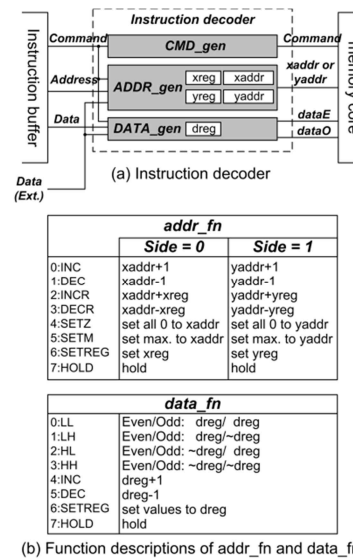 Instruction decoder
Instruction buffer
Command
CMD_gen
Command
Address
ADDR_gen
xreg
xaddr
yreg
yaddr
xaddr or
yaddr
Data
DATA_gen
dreg
dataE
dataO
Memory core
Data
(Ext.)
(a) Instruction decoder
addr_fn
Side = 0 Side = 1
0:INC xaddr+1 yaddr+1
1:DEC xaddr-1 yaddr-1
2:INCR xaddr+xreg yaddr+yreg
3:DECR xaddr-xreg yaddr-yreg
4:SETZ set all 0 to xaddr set all 0 to yaddr
5:SETM set max. to xaddr set max. to yaddr
6:SETREG set xreg set yreg
7:HOLD hold hold
data_fn
0:LL Even/Odd: dreg/ dreg
1:LH Even/Odd: dreg/~dreg
2:HL Even/Odd: ~dreg/ dreg
3:HH Even/Odd: ~dreg/~dreg
4:INC dreg+1
5:DEC dreg-1
6:SETREG set values to dreg
7:HOLD hold
(b) Function descriptions of addr_fn and data_fn